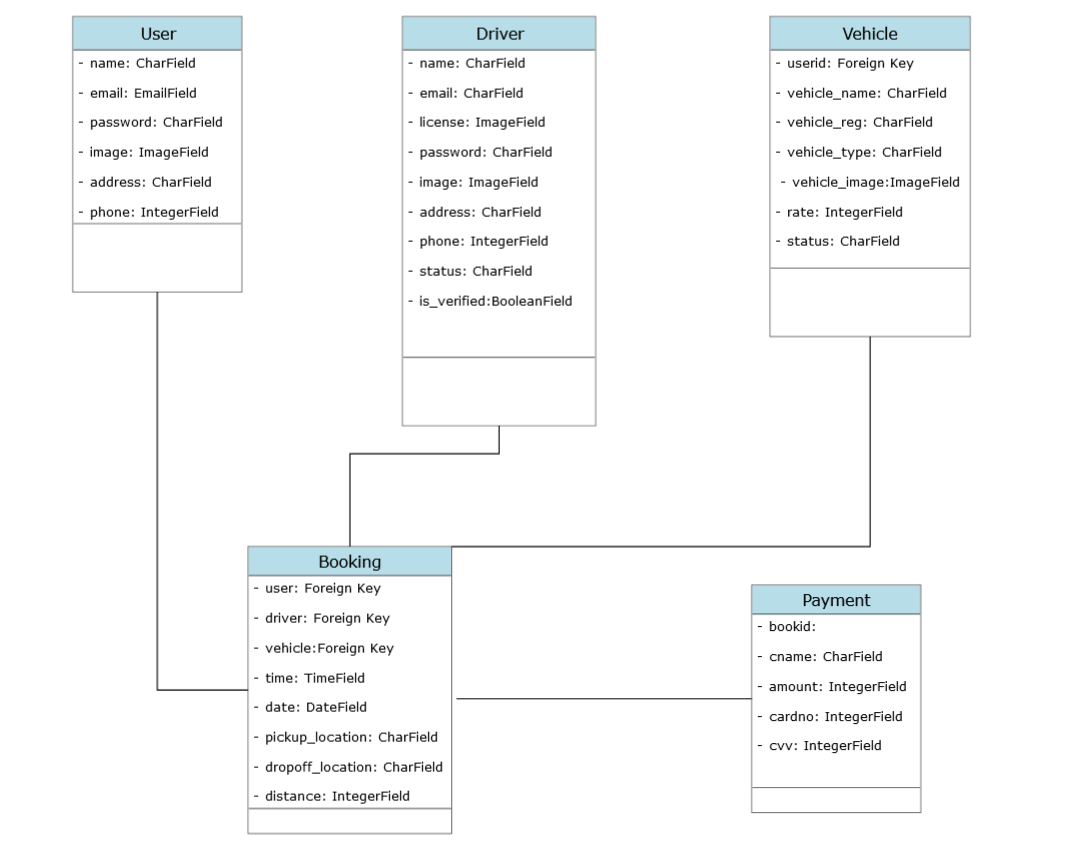 User
- name: CharField
- email: EmailField
- password: CharField
- image: ImageField
- address: CharField
- phone: IntegerField
Driver
- name: CharField
- email: CharField
- license: ImageField
- password: CharField
- image: ImageField
- address: CharField
- phone: IntegerField
- status: CharField
- is_verified:BooleanField
Vehicle
- userid: Foreign Key
- vehicle_name: CharField
- vehicle_reg: CharField
- vehicle_type: CharField
- vehicle_image:ImageField
- rate: IntegerField
- status: CharField
Booking
- user: Foreign Key
- driver: Foreign Key
- vehicle:Foreign Key
- time: TimeField
- date: DateField
- pickup_location: CharField
- dropoff_location: CharField
- distance: IntegerField
Payment
- bookid:
- cname: CharField
- amount: IntegerField
- cardno: IntegerField
- cvv: IntegerField